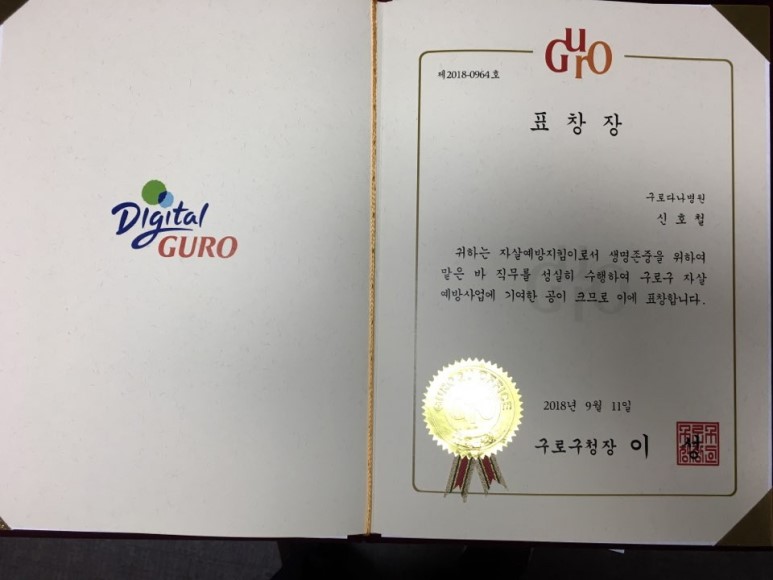 Digital
GURO
GurO
제2018-0964호
표 창 장
구로다나병원
신호철
귀하는 자살예방지킴이로서 생명존중을 위하여
맡은 바 직무를 성실히 수행하여 구로구 자살
예방사업에 기여한 공이 크므로 이에 표창합니다.
2018년 9월 11일
구로구청장 이 성